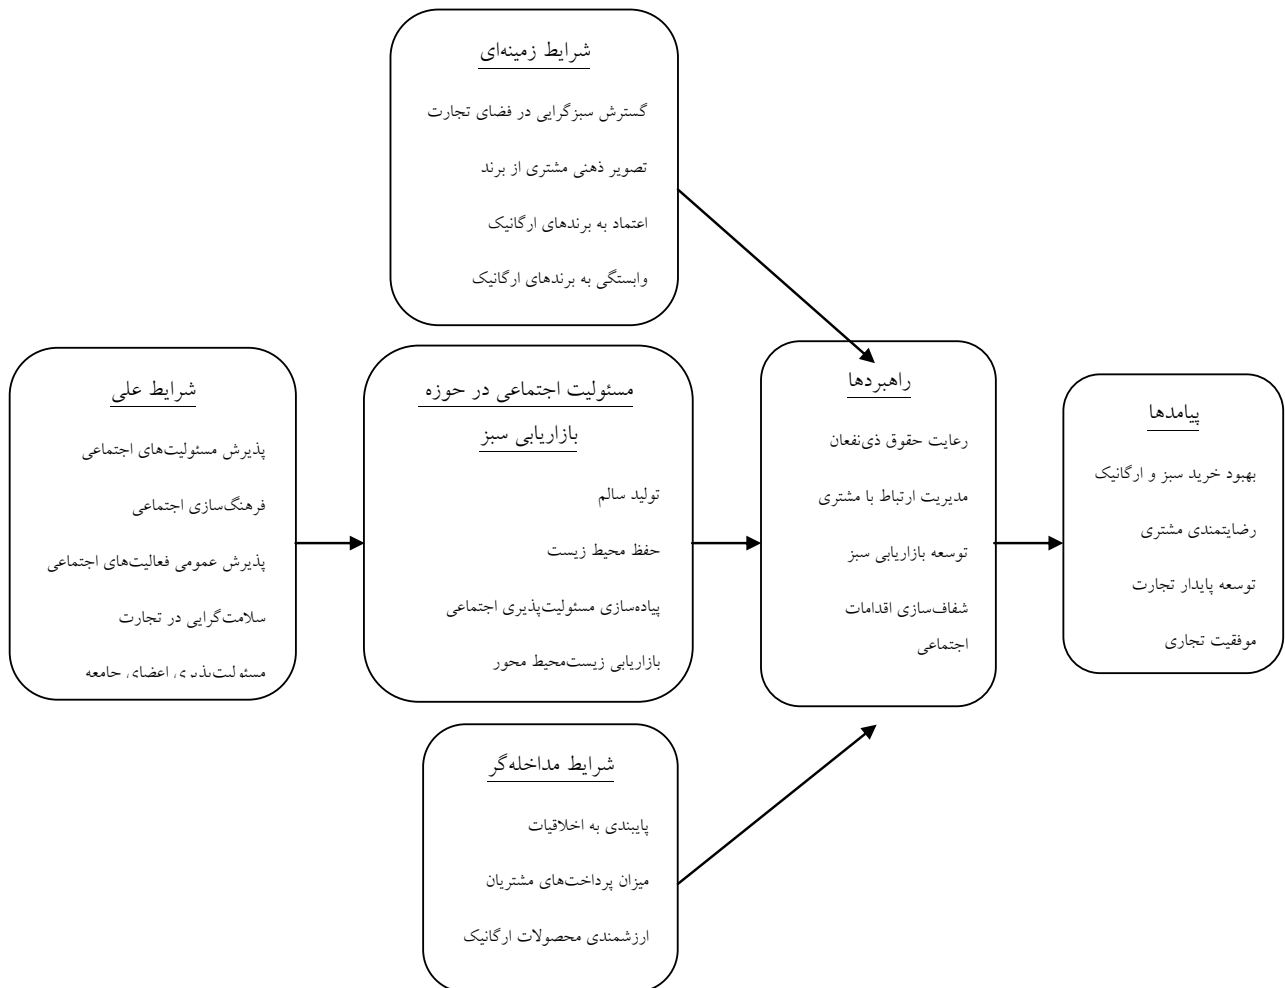 شرایط زمینه‌ای
گسترش سبزگرایی در فضای تجارت
تصویر ذهنی مشتری از برند
اعتماد به برندهای ارگانیک
وابستگی به برندهای ارگانیک
شرایط علی
پذیرش مسئولیت‌های اجتماعی
فرهنگ‌سازی اجتماعی
پذیرش عمومی فعالیت‌های اجتماعی
سلامت‌گرایی در تجارت
مسئولیت‌پذیری اعضای جامعه
مسئولیت اجتماعی در حوزه
بازاریابی سبز
تولید سالم
حفظ محیط زیست
پیاده‌سازی مسئولیت‌پذیری اجتماعی
بازاریابی زیست‌محیط محور
راهبردها
رعایت حقوق ذی‌نفعان
مدیریت ارتباط با مشتری
توسعه بازاریابی سبز
شفاف‌سازی اقدامات
اجتماعی
پیامدها
بهبود خرید سبز و ارگانیک
رضایتمندی مشتری
توسعه پایدار تجارت
موفقیت تجاری
شرایط مداخله‌گر
پایبندی به اخلاقیات
میزان پرداخت‌های مشتریان
ارزشمندی محصولات ارگانیک